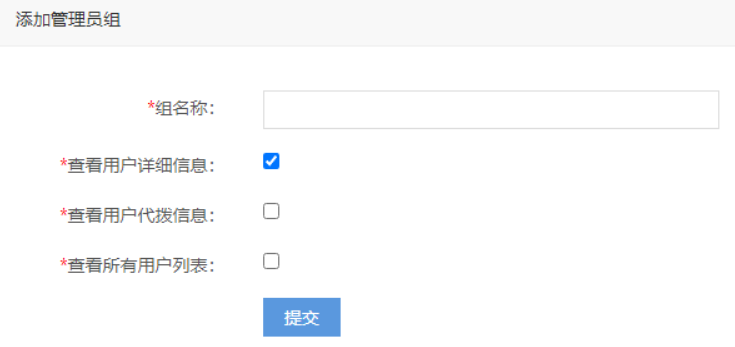 添加管理员组
*组名称：
*查看用户详细信息：
*查看用户代拨信息：
*查看所有用户列表：
提交